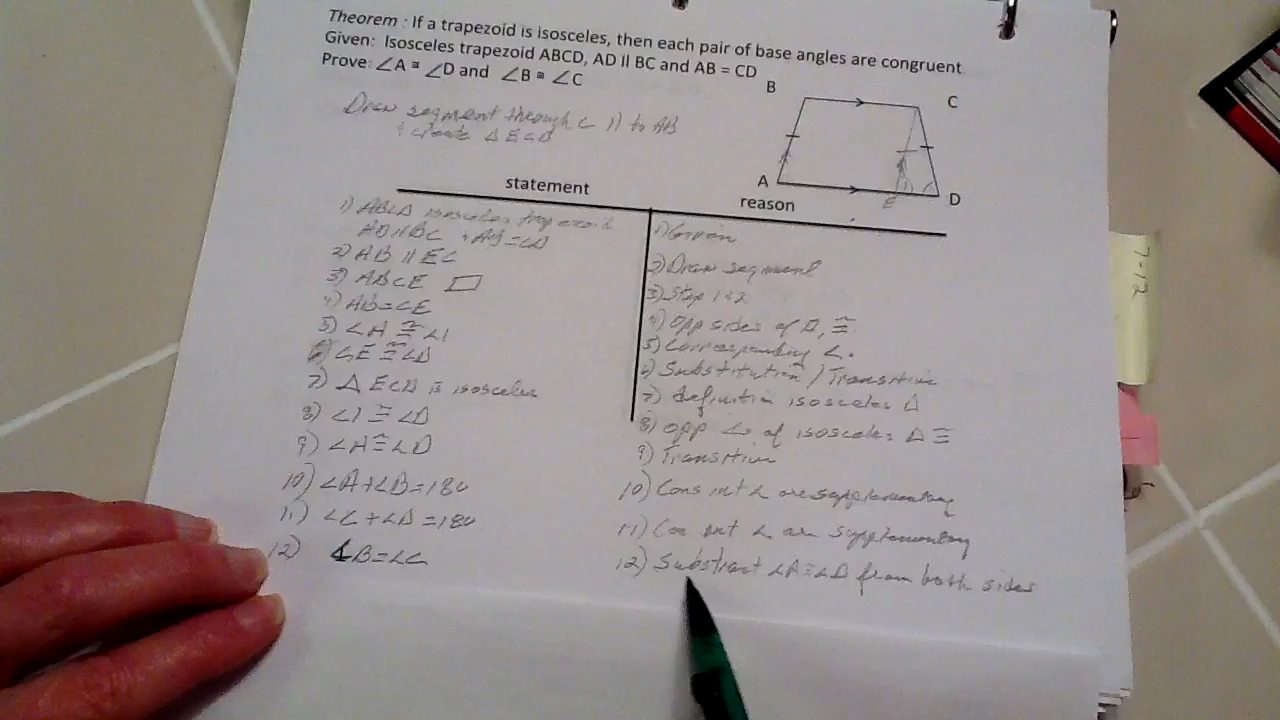 Theorem : If a trapezoid is isosceles, then each pair of base angles are congruent
Given: Isosceles trapezoid ABCD, AD II BC and AB = CD
Prove: ∠A ≅ ∠D and ∠B ≅ ∠C
B
C
Draw segment through C || to AB
& create Δ ECD
A
D
E
statement
reason
1) ABCD isosceles trapezoid
AD || BC , AB = CD
1) Given
2) AB || EC
2) Draw segment
3) ABCE ▱
3) Step 1 & 2
4) AB = CE
4) Opp sides of ▱, ≅
5) ∠A ≅ ∠1
5) Corresponding ∠.
6) CE ≅ CD
6) Substitution / Transitive
7) Δ ECD is isosceles
7) Definition isosceles Δ
8) ∠1 ≅ ∠D
8) Opp ∠s of isosceles Δ ≅
9) ∠A ≅ ∠D
9) Transitive
10) ∠A + ∠B = 180
10) Cons int ∠ are supplementary
11) ∠C + ∠D = 180
11) Con int ∠ are supplementary
12) ∠B = ∠C
12) Substract ∠A ≅ ∠D from both sides
7-12